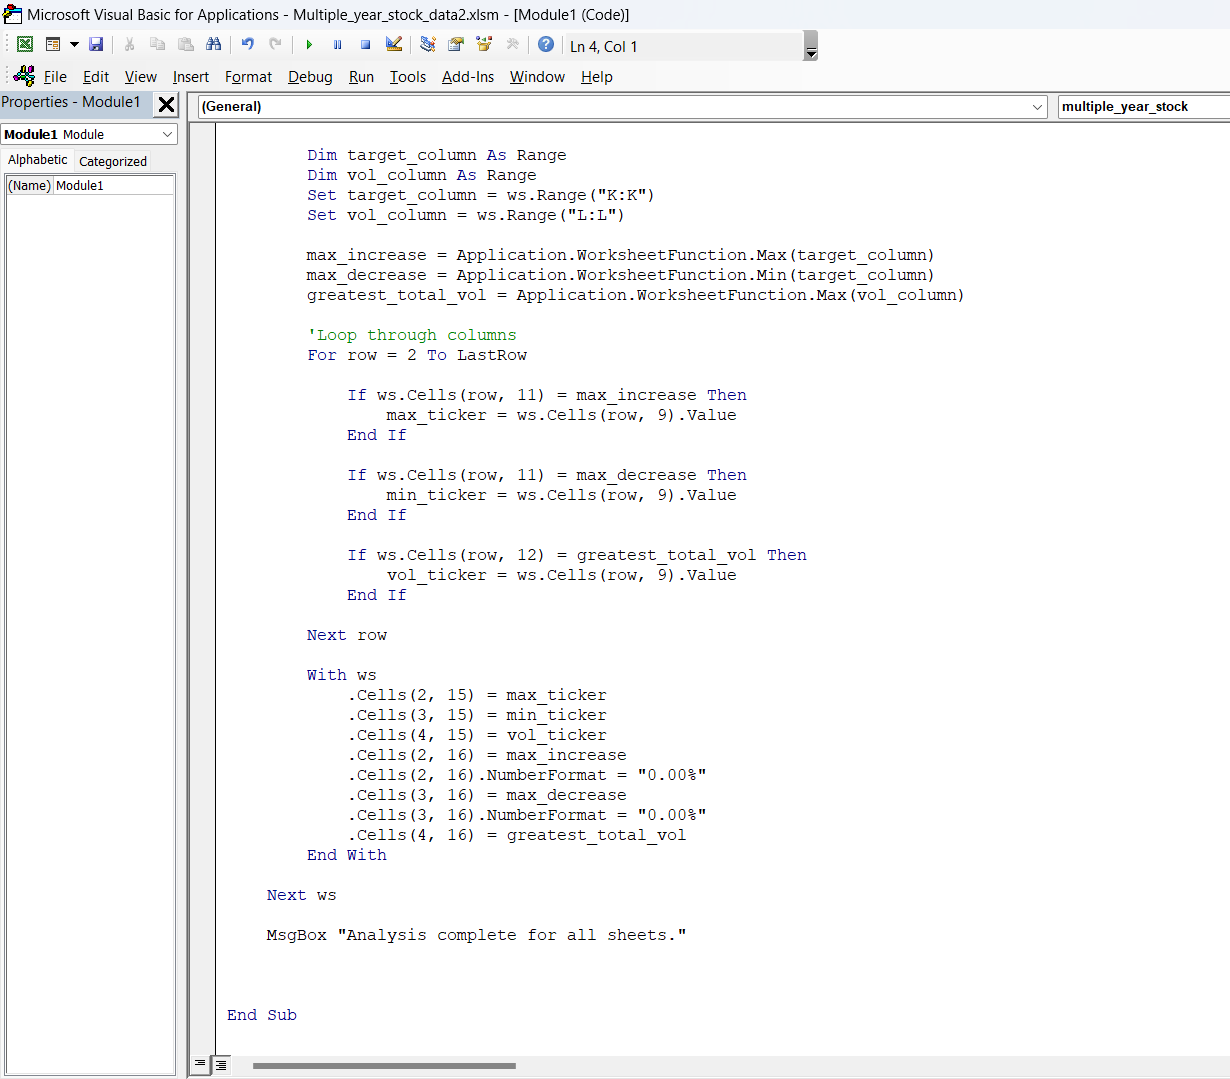 Microsoft Visual Basic for Applications - Multiple_year_stock_data2.xlsm - [Module1 (Code)]
Ln 4, Col 1
File Edit View Insert Format Debug Run Tools Add-Ins Window Help
Properties - Module1
(General)
multiple_year_stock
Module1 Module
Alphabetic Categorized
(Name) Module1
Dim target_column As Range
Dim vol_column As Range
Set target_column = ws.Range("K:K")
Set vol_column = ws.Range("L:L")
max_increase = Application.WorksheetFunction.Max(target_column)
max_decrease = Application.WorksheetFunction.Min(target_column)
greatest_total_vol = Application.WorksheetFunction.Max(vol_column)
'Loop through columns
For row = 2 To LastRow
If ws.Cells(row, 11) = max_increase Then
max_ticker = ws.Cells(row, 9).Value
End If
If ws.Cells(row, 11) = max_decrease Then
min_ticker = ws.Cells(row, 9).Value
End If
If ws.Cells(row, 12) = greatest_total_vol Then
vol_ticker = ws.Cells(row, 9).Value
End If
Next row
With ws
.Cells(2, 15) = max_ticker
.Cells(3, 15) = min_ticker
.Cells(4, 15) = vol_ticker
.Cells(2, 16) = max_increase
.Cells(2, 16).NumberFormat = "0.00%"
.Cells(3, 16) = max_decrease
.Cells(3, 16).NumberFormat = "0.00%"
.Cells(4, 16) = greatest_total_vol
End With
Next ws
MsgBox "Analysis complete for all sheets."
End Sub